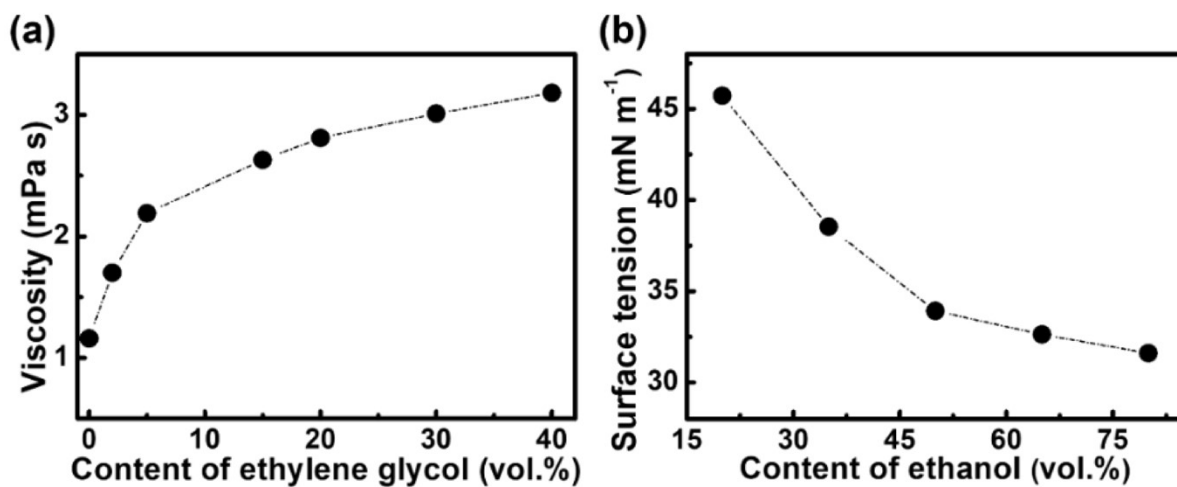 (a)
Viscosity (mPa s)
3
2
1
0 10 20 30 40
Content of ethylene glycol (vol.%)
(b)
Surface tension (mN m⁻¹)
45
40
35
30
15 30 45 60 75
Content of ethanol (vol.%)